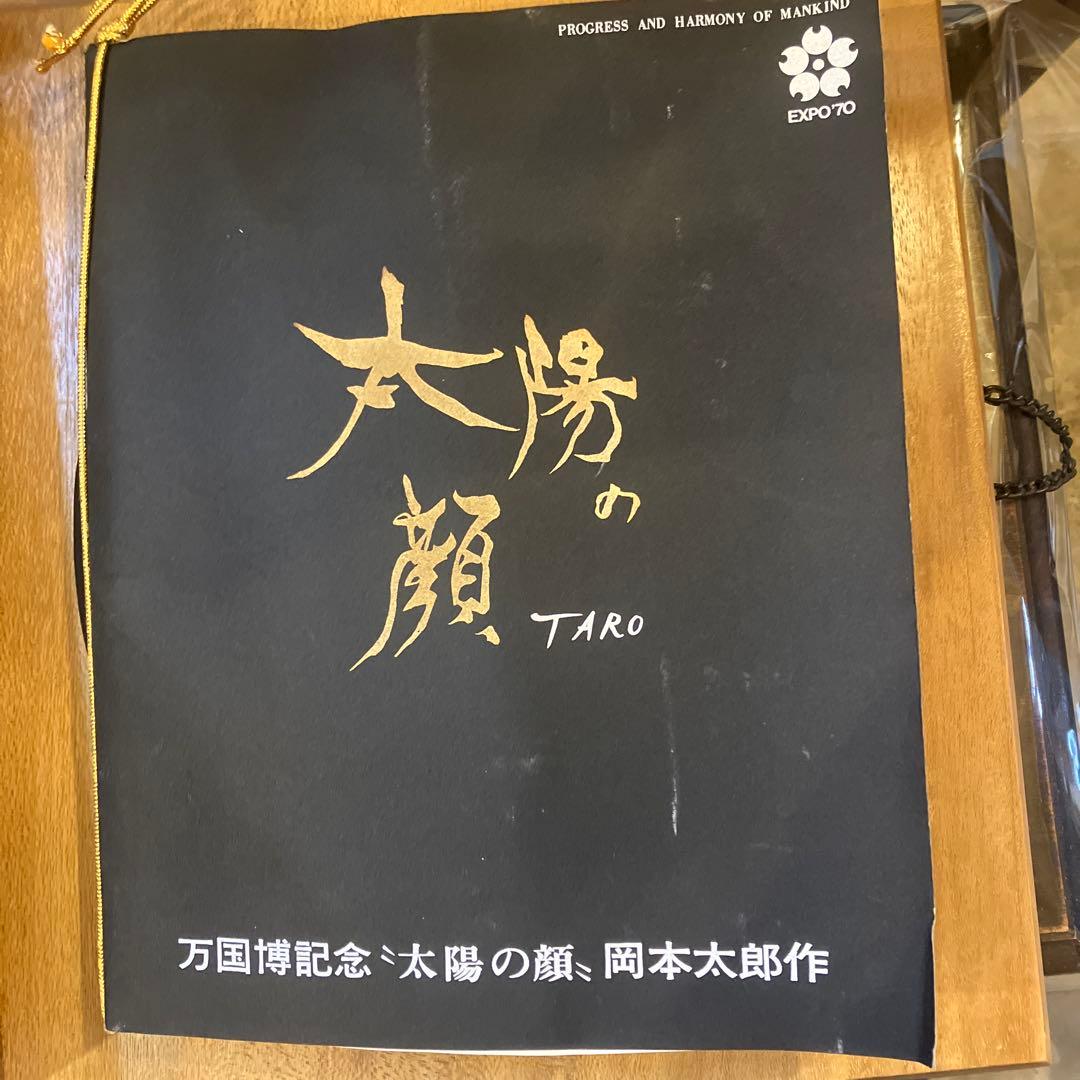 PROGRESS AND HARMONY OF MANKIND
EXPO'70
太陽の
顔 TARO
万国博記念〝太陽の顔〟岡本太郎作